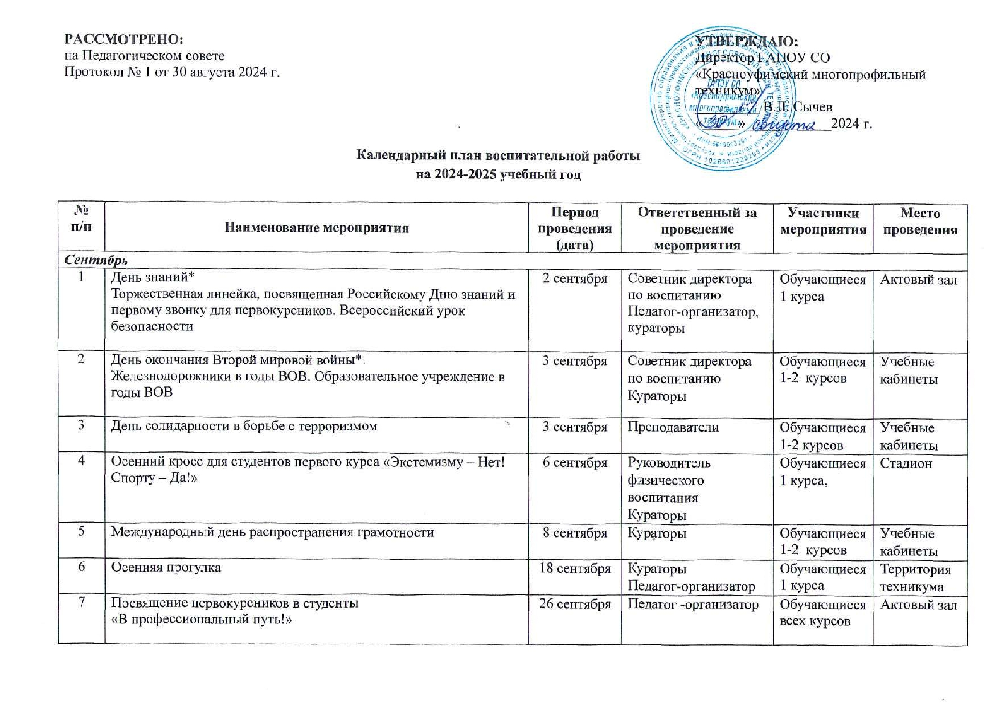 РАССМОТРЕНО:
на Педагогическом совете
Протокол № 1 от 30 августа 2024 г.
УТВЕРЖДАЮ:
Директор ГАПОУ СО
«Красноуфимский многопрофильный
техникум»
В.Л. Сычев
«30» августа 2024 г.
ГАПОУ СО
«Красноуфимский
многопрофильный
техникум»
ИНН 6619003294
ОГРН 1026601229203
Календарный план воспитательной работы
на 2024-2025 учебный год
№
п/п
Наименование мероприятия
Период
проведения
(дата)
Ответственный за
проведение
мероприятия
Участники
мероприятия
Место
проведения
Сентябрь
1
День знаний*
Торжественная линейка, посвященная Российскому Дню знаний и
первому звонку для первокурсников. Всероссийский урок
безопасности
2 сентября
Советник директора
по воспитанию
Педагог-организатор,
кураторы
Обучающиеся
1 курса
Актовый зал
2
День окончания Второй мировой войны*.
Железнодорожники в годы ВОВ. Образовательное учреждение в
годы ВОВ
3 сентября
Советник директора
по воспитанию
Кураторы
Обучающиеся
1-2 курсов
Учебные
кабинеты
3
День солидарности в борьбе с терроризмом
3 сентября
Преподаватели
Обучающиеся
1-2 курсов
Учебные
кабинеты
4
Осенний кросс для студентов первого курса «Экстемизму – Нет!
Спорту – Да!»
6 сентября
Руководитель
физического
воспитания
Кураторы
Обучающиеся
1 курса,
Стадион
5
Международный день распространения грамотности
8 сентября
Кураторы
Обучающиеся
1-2 курсов
Учебные
кабинеты
6
Осенняя прогулка
18 сентября
Кураторы
Педагог-организатор
Обучающиеся
1 курса
Территория
техникума
7
Посвящение первокурсников в студенты
«В профессиональный путь!»
26 сентября
Педагог -организатор
Обучающиеся
всех курсов
Актовый зал